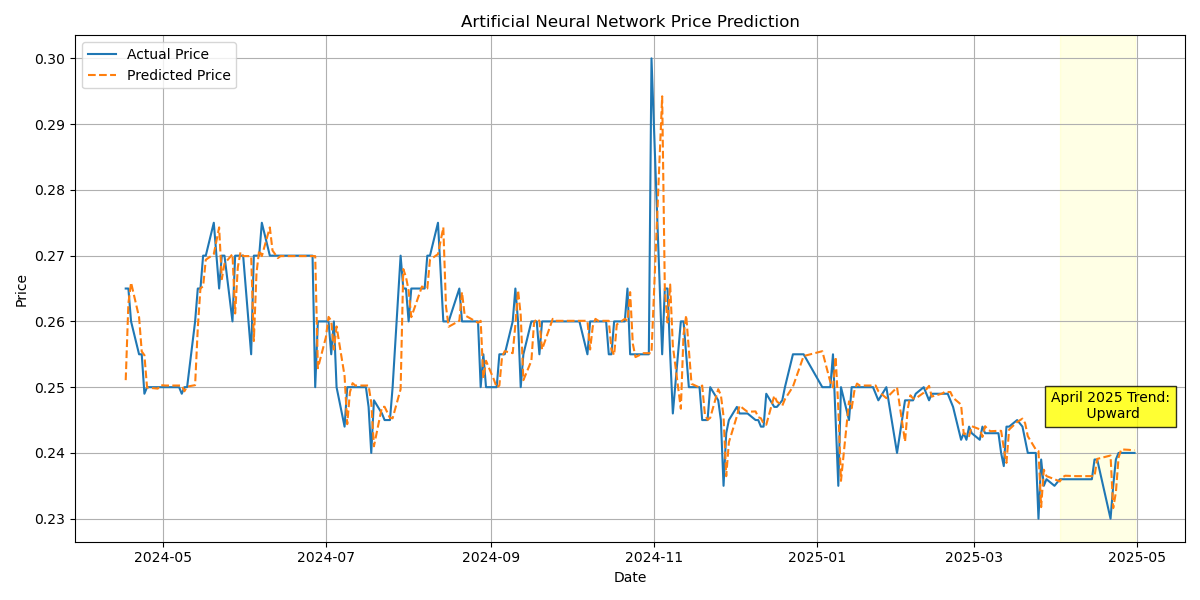 Artificial Neural Network Price Prediction
Actual Price
Predicted Price
Price
0.30
0.29
0.28
0.27
0.26
0.25
0.24
0.23
April 2025 Trend:
Upward
2024-05
2024-07
2024-09
2024-11
2025-01
2025-03
2025-05
Date